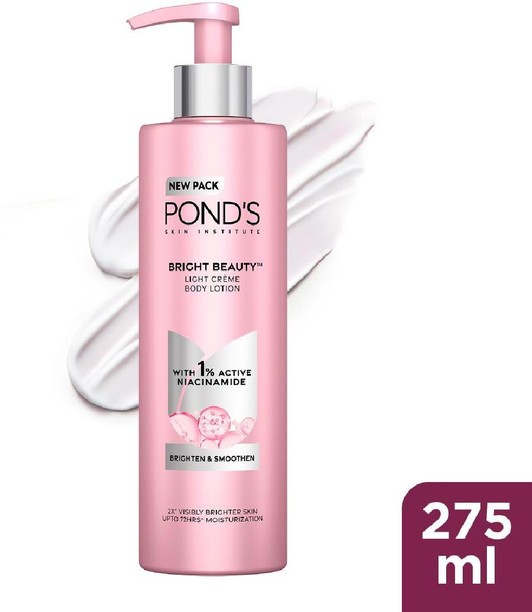 NEW PACK
POND'S
SKIN INSTITUTE
BRIGHT BEAUTY™
LIGHT CRÈME
BODY LOTION
WITH 1% ACTIVE
NIACINAMIDE
BRIGHTEN & SMOOTHEN
2X* VISIBLY BRIGHTER SKIN
UPTO 72HRS^ MOISTURIZATION
275
ml